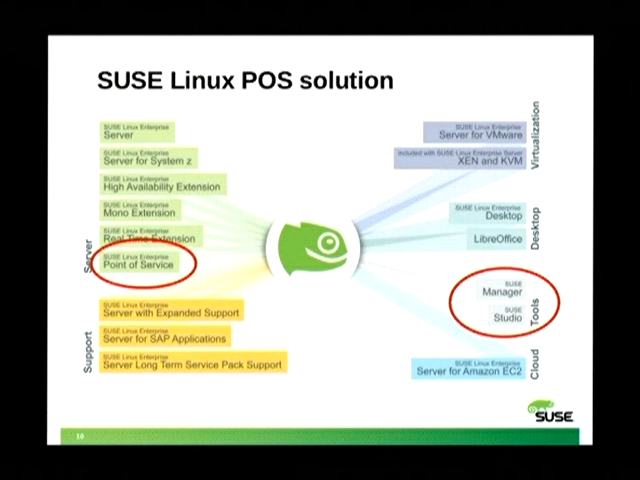 SUSE Linux POS solution
SUSE Linux Enterprise
Server
SUSE Linux Enterprise
Server for System z
SUSE Linux Enterprise
High Availability Extension
SUSE Linux Enterprise
Mono Extension
SUSE Linux Enterprise
Real Time Extension
SUSE Linux Enterprise
Point of Service
Server
SUSE Linux Enterprise
Server with Expanded Support
SUSE Linux Enterprise
Server for SAP Applications
SUSE Linux Enterprise
Server Long Term Service Pack Support
Support
SUSE Linux Enterprise
Server for VMware
Included with SUSE Linux Enterprise Server
XEN and KVM
Virtualization
SUSE Linux Enterprise
Desktop
LibreOffice
Desktop
SUSE
Manager
SUSE
Studio
Tools
SUSE Linux Enterprise
Server for Amazon EC2
Cloud
SUSE
10